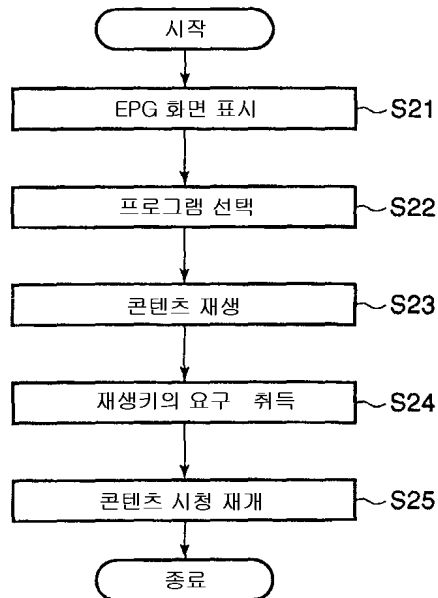 시작
EPG 화면 표시 S21
프로그램 선택 S22
콘텐츠 재생 S23
재생키의 요구 취득 S24
콘텐츠 시청 재개 S25
종료